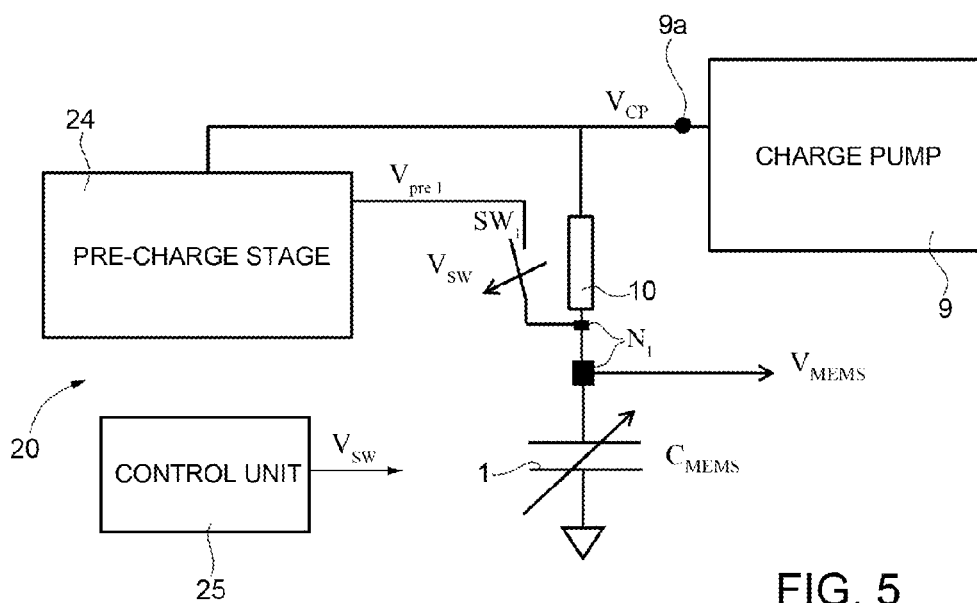 9a
24
V_CP
CHARGE PUMP
V_pre 1
SW_i
PRE-CHARGE STAGE
V_SW
10
9
N_1
V_MEMS
20
V_SW
CONTROL UNIT
1
C_MEMS
25
FIG. 5